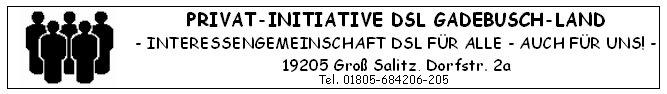 PRIVAT-INITIATIVE DSL GADEBUSCH-LAND
- INTERESSENGEMEINSCHAFT DSL FÜR ALLE - AUCH FÜR UNS! -
19205 Groß Salitz. Dorfstr. 2a
Tel. 01805-684206-205